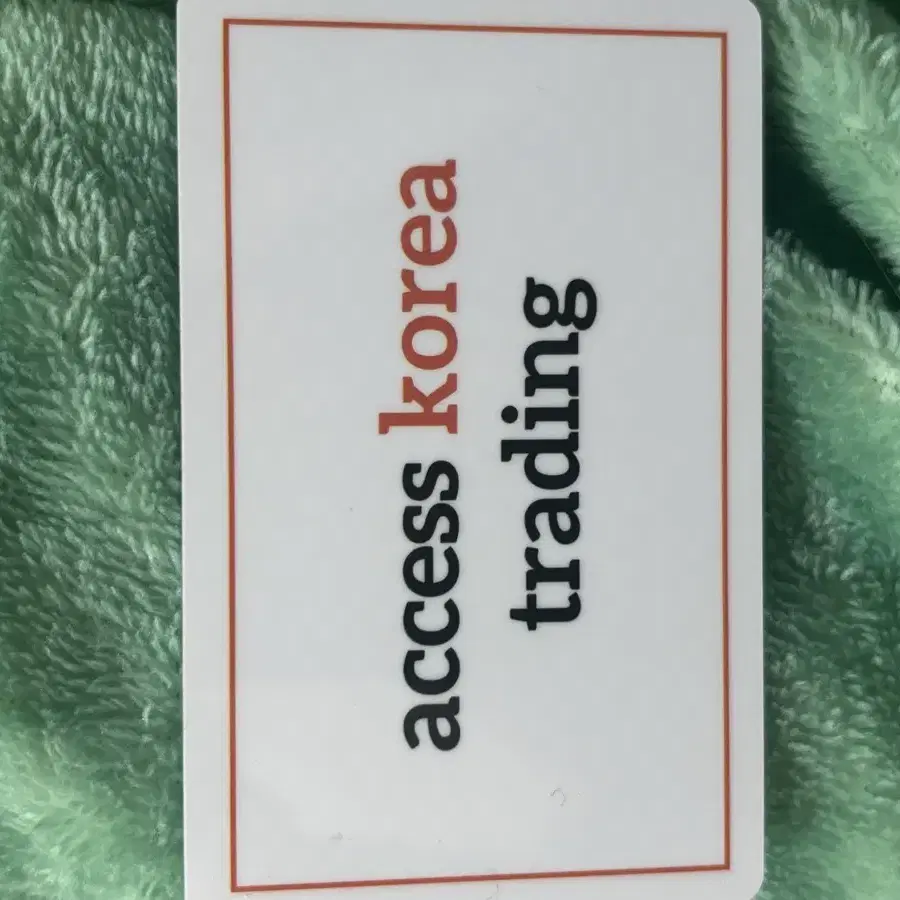 access korea
trading